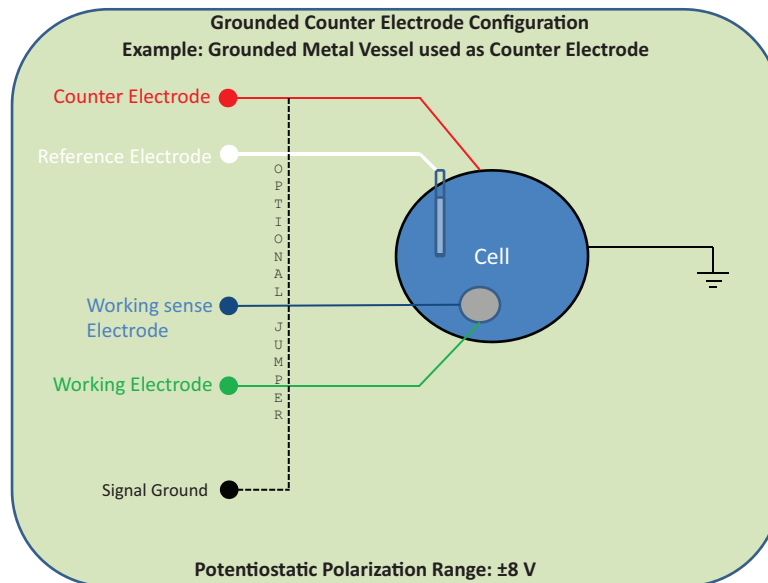 Grounded Counter Electrode Configuration
Example: Grounded Metal Vessel used as Counter Electrode
Counter Electrode
Reference Electrode
OPTIONAL JUMPER
Cell
Working sense
Electrode
Working Electrode
Signal Ground
Potentiostatic Polarization Range: ±8 V